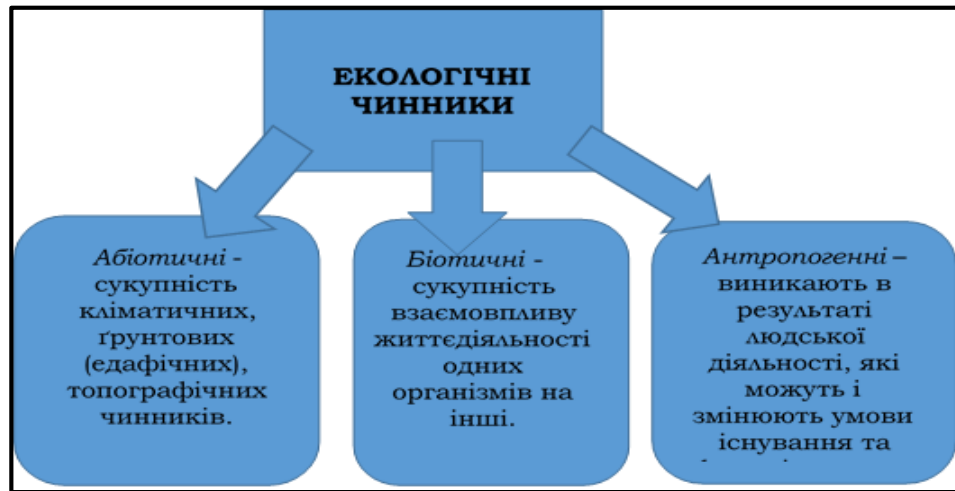 ЕКОЛОГІЧНІ
ЧИННИКИ
Абіотичні -
сукупність
кліматичних,
ґрунтових
(едафічних),
топографічних
чинників.
Біотичні -
сукупність
взаємовпливу
життєдіяльності
одних
організмів на
інші.
Антропогенні –
виникають в
результаті
людської
діяльності, які
можуть і
змінюють умови
існування та